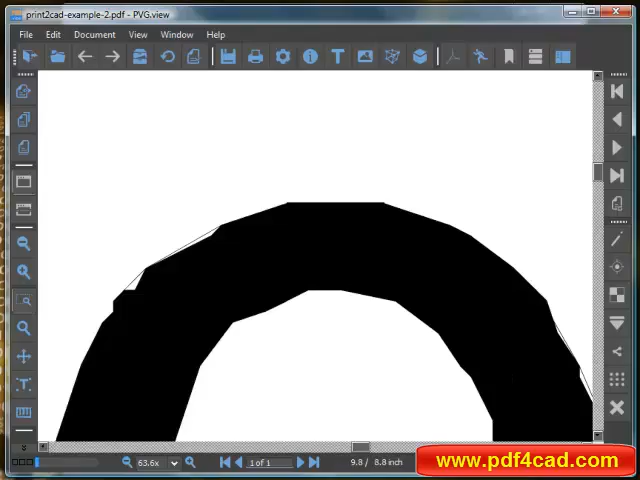 print2cad-example-2.pdf - PVG.view
File Edit Document View Insert Help
63.6x
1 of 1
9.8 / 8.8 inch
www.pdf4cad.com